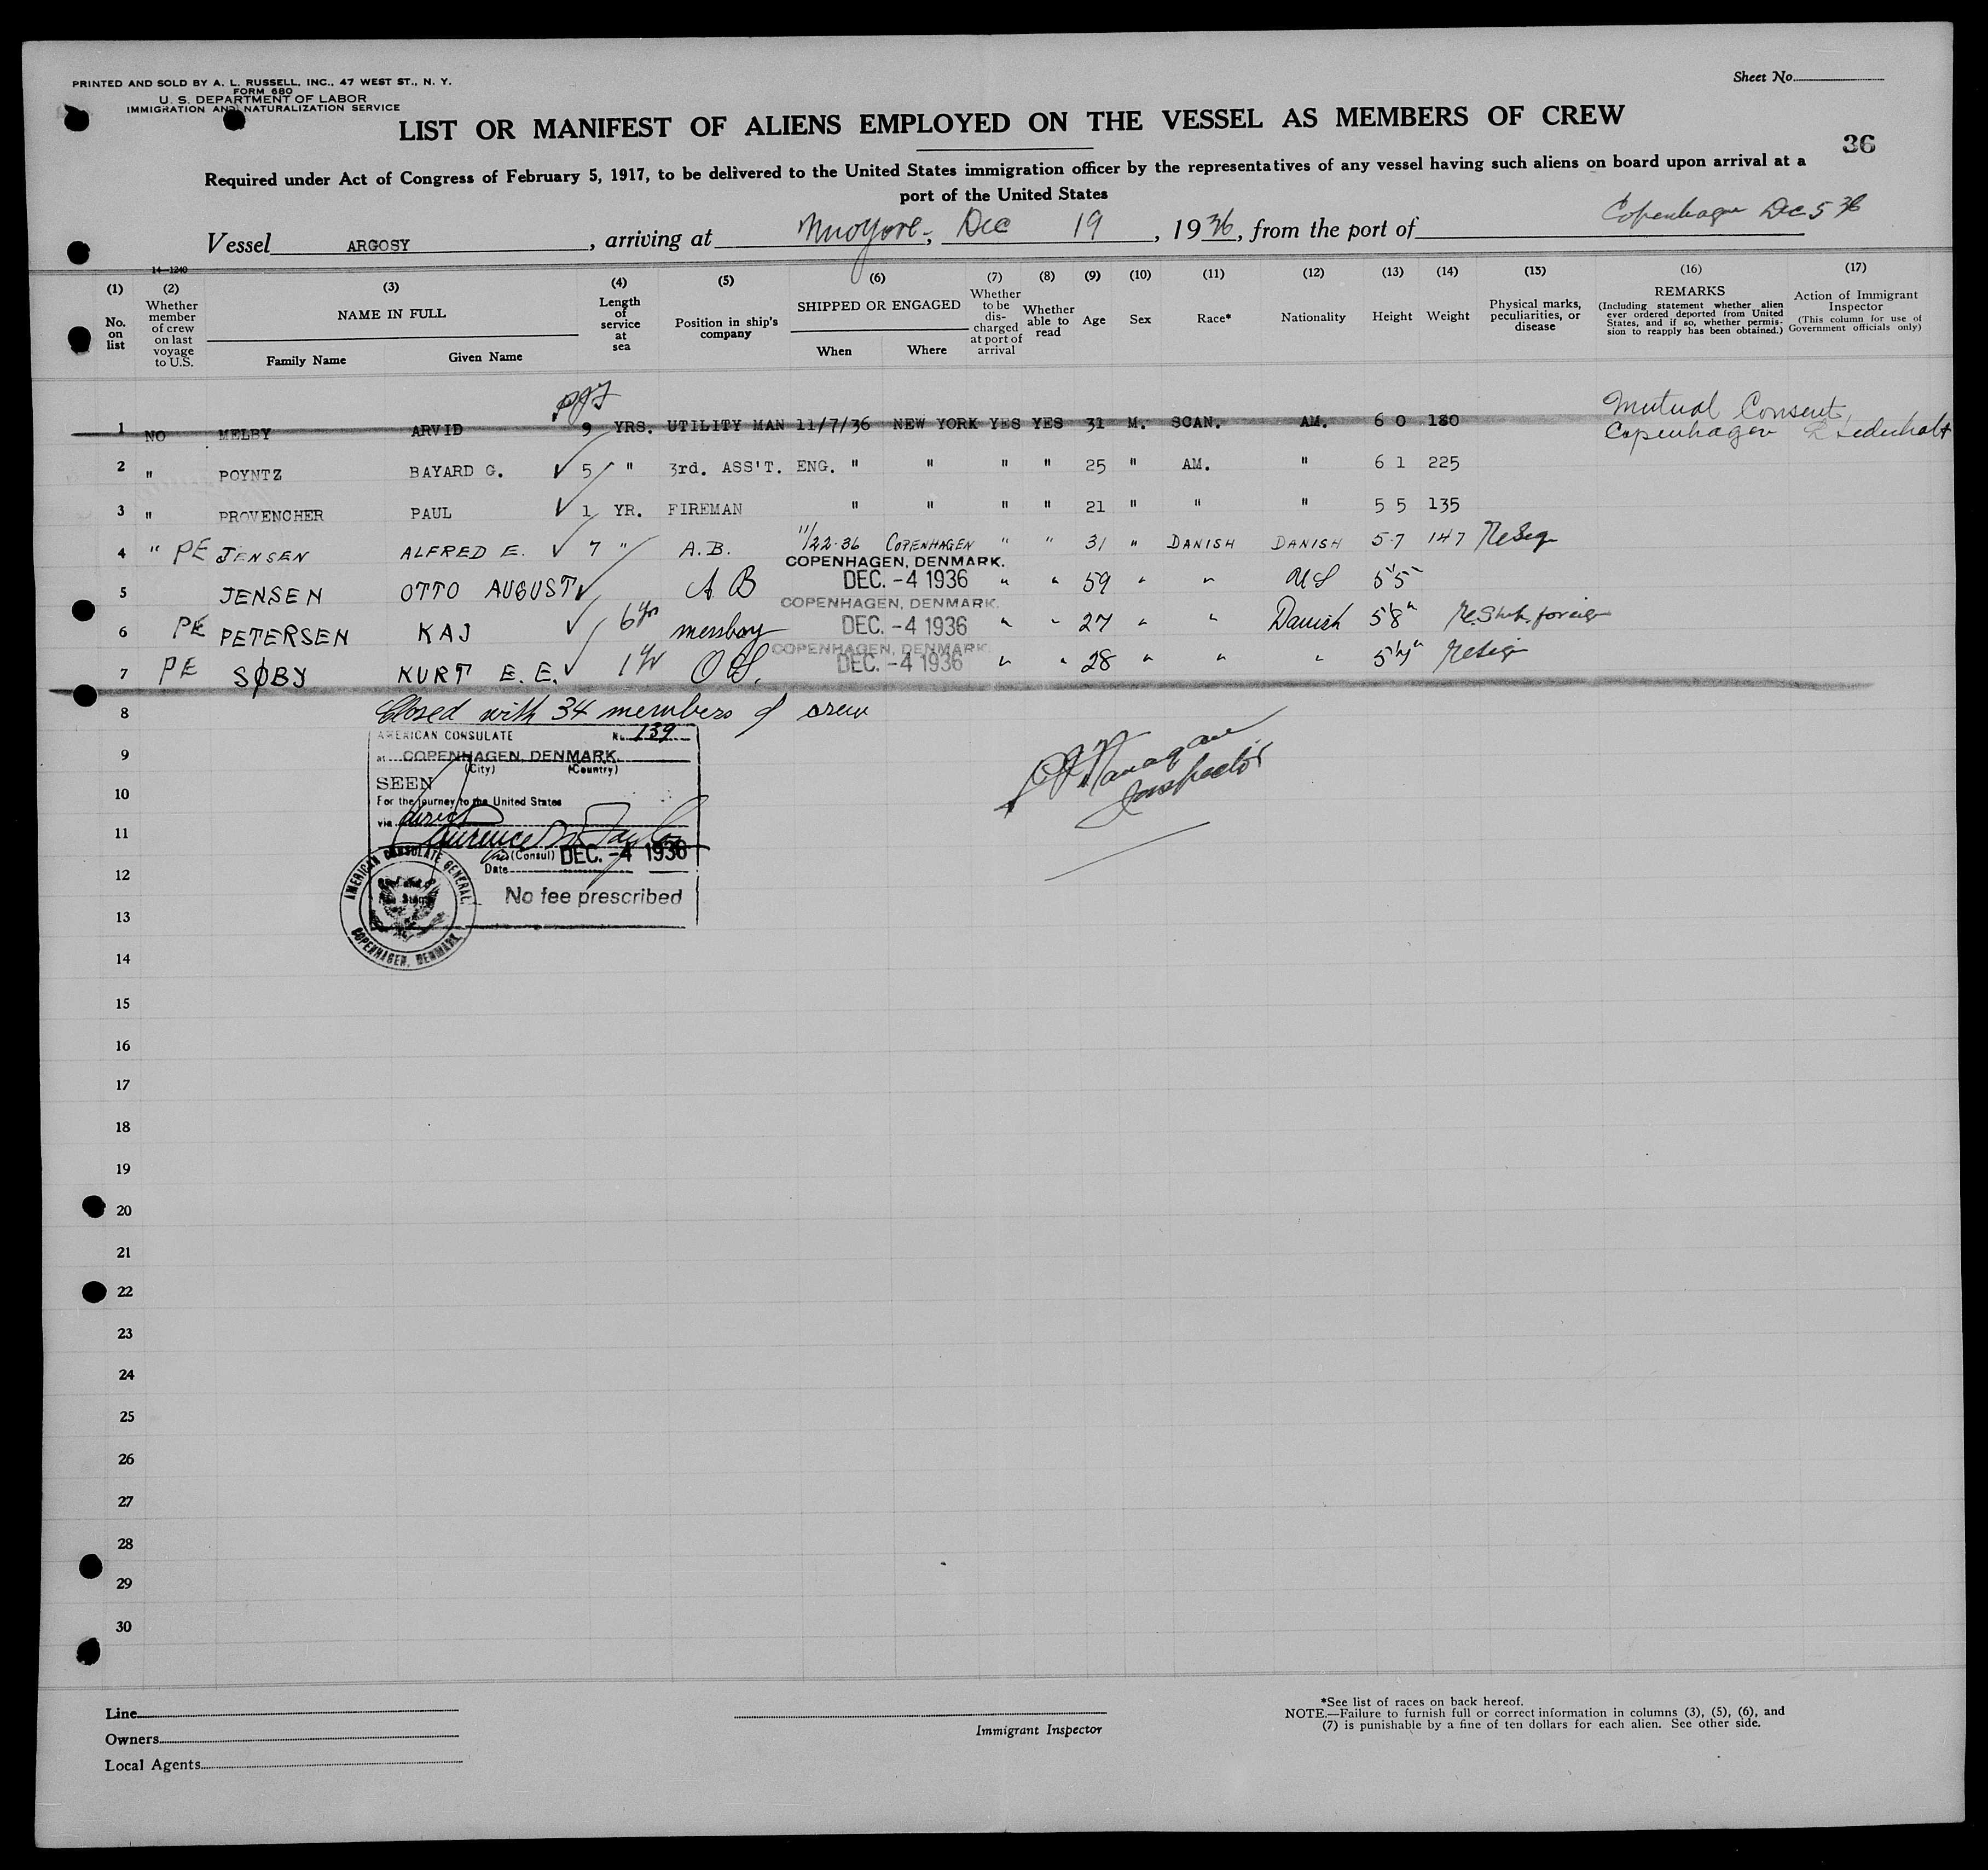 PRINTED AND SOLD BY A. L. RUSSELL, INC., 47 WEST ST., N. Y.
FORM 680
U. S. DEPARTMENT OF LABOR
IMMIGRATION AND NATURALIZATION SERVICE
Sheet No.
LIST OR MANIFEST OF ALIENS EMPLOYED ON THE VESSEL AS MEMBERS OF CREW
36
Required under Act of Congress of February 5, 1917, to be delivered to the United States immigration officer by the representatives of any vessel having such aliens on board upon arrival at a
port of the United States
Vessel ARGOSY, arriving at New York, Dec 19, 1936, from the port of Copenhagen Dec 5 36
14—1240
(1) No. on list
(2) Whether member of crew on last voyage to U.S.
(3) NAME IN FULL
Family Name Given Name
(4) Length of service at sea
(5) Position in ship's company
(6) SHIPPED OR ENGAGED
When Where
(7) Whether to be discharged at port of arrival
(8) Whether able to read
(9) Age
(10) Sex
(11) Race*
(12) Nationality
(13) Height
(14) Weight
(15) Physical marks, peculiarities, or disease
(16) REMARKS
(Including statement whether alien ever ordered deported from United States, and if so, whether permission to reapply has been obtained.)
(17) Action of Immigrant Inspector
(This column for use of Government officials only)
1 NO MELBY ARVID 9 YRS. UTILITY MAN 11/7/36 NEW YORK YES YES 31 M. SCAN. AM. 6 0 180 Mutual Consent, Copenhagen
2 " POYNTZ BAYARD G. ✓ 5 " 3rd. ASS'T. ENG. " " " " 25 " AM. " 6 1 225
3 " PROVENCHER PAUL ✓ 1 YR. FIREMAN " " " " 21 " " " 5 5 135
4 " PE JENSEN ALFRED E. ✓ 7 " A.B. 11/22-36 COPENHAGEN " " 31 " DANISH DANISH 5-7 147
COPENHAGEN, DENMARK.
5 JENSEN OTTO AUGUST ✓ A B DEC. -4 1936 " " 59 " " US 5'5"
COPENHAGEN, DENMARK.
6 PE PETERSEN KAJ ✓ 6 yrs messboy DEC. -4 1936 " " 27 " " Danish 5'8"
COPENHAGEN, DENMARK.
7 PE SØBY KURT E. E. ✓ 1 yr O S. DEC. -4 1936 " " 28 " " "
8 Closed with 34 members of crew
AMERICAN CONSULATE No. 139
9 at COPENHAGEN, DENMARK.
(City) (Country)
SEEN
10 For the journey to the United States
via direct
11
Vice (Consul) DEC. -4 1936
Date
12
No fee prescribed
AMERICAN CONSULATE GENERAL.
COPENHAGEN, DENMARK
Inspector
13
14
15
16
17
18
19
20
21
22
23
24
25
26
27
28
29
30
Line
Owners
Local Agents
Immigrant Inspector
*See list of races on back hereof.
NOTE.—Failure to furnish full or correct information in columns (3), (5), (6), and
(7) is punishable by a fine of ten dollars for each alien. See other side.